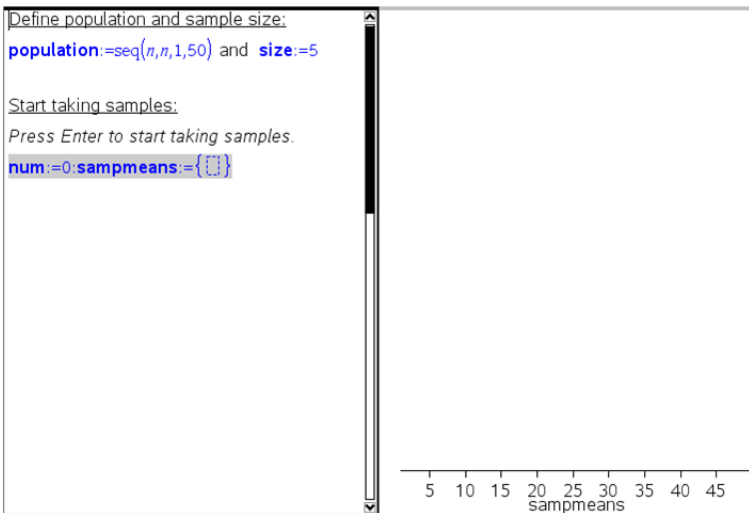 Define population and sample size:
population:=seq(n,n,1,50) and size:=5
Start taking samples:
Press Enter to start taking samples.
num:=0:sampmeans:={⬚}
5 10 15 20 25 30 35 40 45
sampmeans